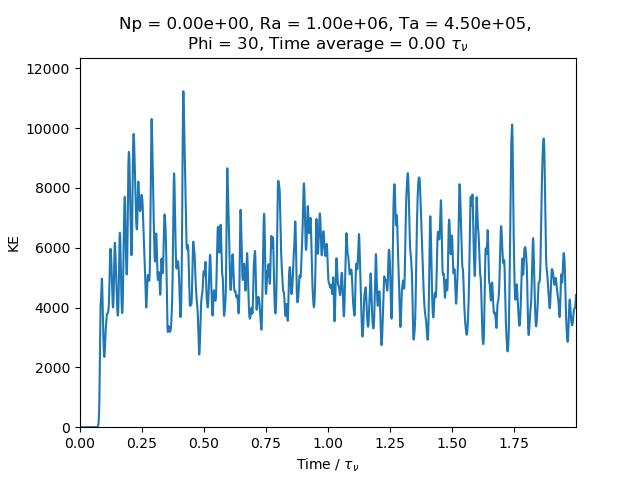 Np = 0.00e+00, Ra = 1.00e+06, Ta = 4.50e+05,
Phi = 30, Time average = 0.00 τν
12000
10000
8000
6000
4000
2000
0
KE
0.00 0.25 0.50 0.75 1.00 1.25 1.50 1.75
Time / τν